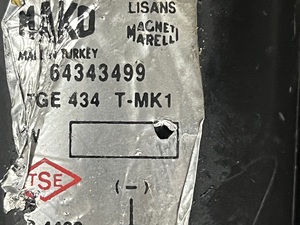 MAKO
LISANS
MAGNETI
MARELLI
MADE IN TURKEY
64343499
TGE 434 T-MK1
TSE
(-)